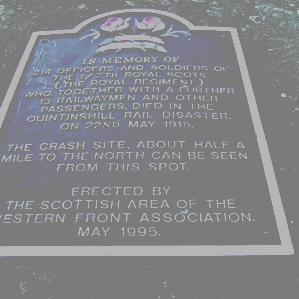 IN MEMORY OF
214 OFFICERS AND SOLDIERS OF
THE 1/7TH ROYAL SCOTS
(THE ROYAL REGIMENT)
WHO, TOGETHER WITH A FURTHER
13 RAILWAYMEN AND OTHER
PASSENGERS, DIED IN THE
QUINTINSHILL RAIL DISASTER,
ON 22ND MAY 1915.
THE CRASH SITE, ABOUT HALF A
MILE TO THE NORTH CAN BE SEEN
FROM THIS SPOT.
ERECTED BY
THE SCOTTISH AREA OF THE
WESTERN FRONT ASSOCIATION.
MAY 1995.